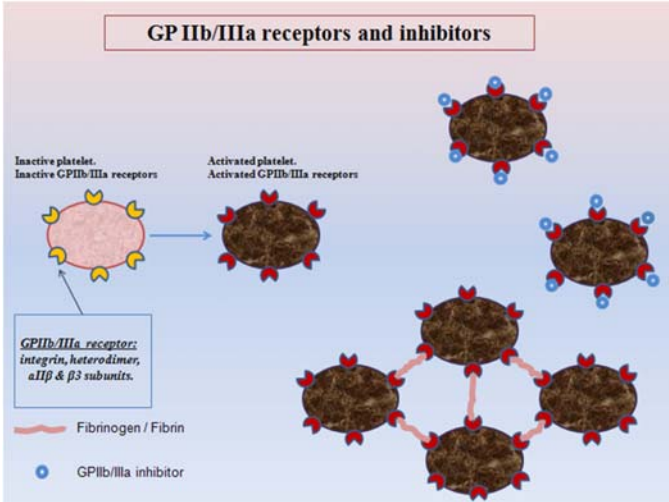 GP IIb/IIIa receptors and inhibitors
Inactive platelet.
Inactive GPIIb/IIIa receptors
Activated platelet.
Activated GPIIb/IIIa receptors
GPIIb/IIIa receptor:
integrin, heterodimer,
aIIβ & β3 subunits.
Fibrinogen / Fibrin
GPIIb/IIIa inhibitor